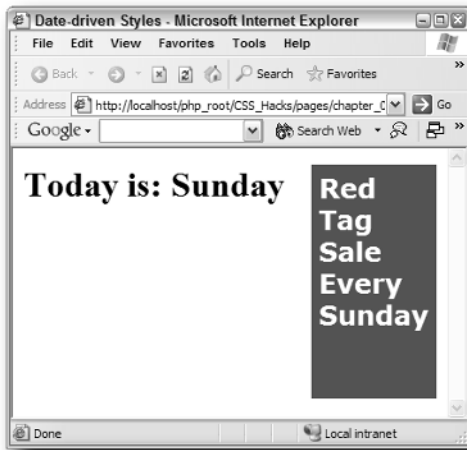 Date-driven Styles - Microsoft Internet Explorer
File Edit View Favorites Tools Help
Back Search Favorites »
Address http://localhost/php_root/CSS_Hacks/pages/chapter_0 Go
Google Search Web »
Today is: Sunday
Red
Tag
Sale
Every
Sunday
Done Local intranet